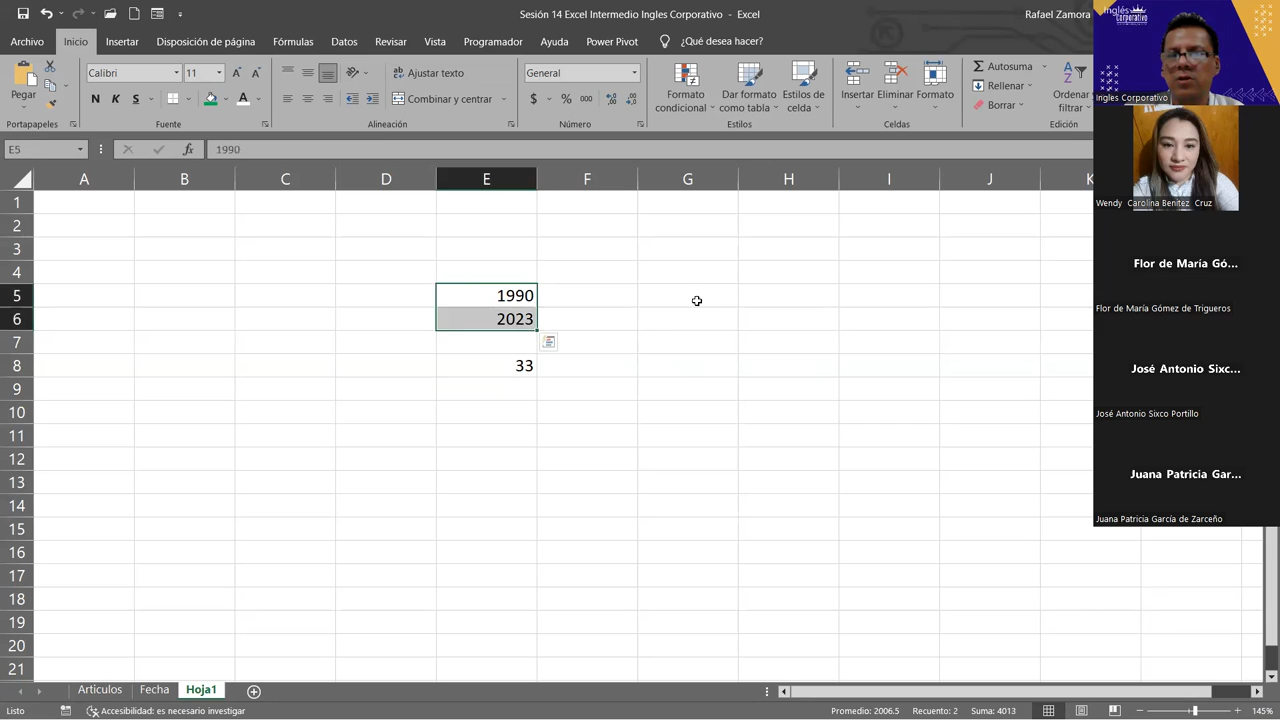 Sesión 14 Excel Intermedio Ingles Corporativo - Excel
Rafael Zamora
Archivo Inicio Insertar Disposición de página Fórmulas Datos Revisar Vista Programador Ayuda Power Pivot ¿Qué desea hacer?
Pegar
Calibri 11
N K S
Ajustar texto
Combinar y centrar
General
$ % 000
Formato condicional
Dar formato como tabla
Estilos de celda
Insertar Eliminar Formato
Autosuma
Rellenar
Borrar
Ordenar y filtrar
Portapapeles Fuente Alineación Número Estilos Celdas Edición
E5 fx 1990
A B C D E F G H I J K
1
2
3
4
5 1990
6 2023
7
8 33
9
10
11
12
13
14
15
16
17
18
19
20
21
Articulos Fecha Hoja1
Listo Accesibilidad: es necesario investigar Promedio: 2006.5 Recuento: 2 Suma: 4013 145%
Inglés Corporativo
Ingles Corporativo
Wendy Carolina Benitez Cruz
Flor de María Gó...
Flor de María Gómez de Trigueros
José Antonio Sixc...
José Antonio Sixco Portillo
Juana Patricia Gar...
Juana Patricia García de Zarceño